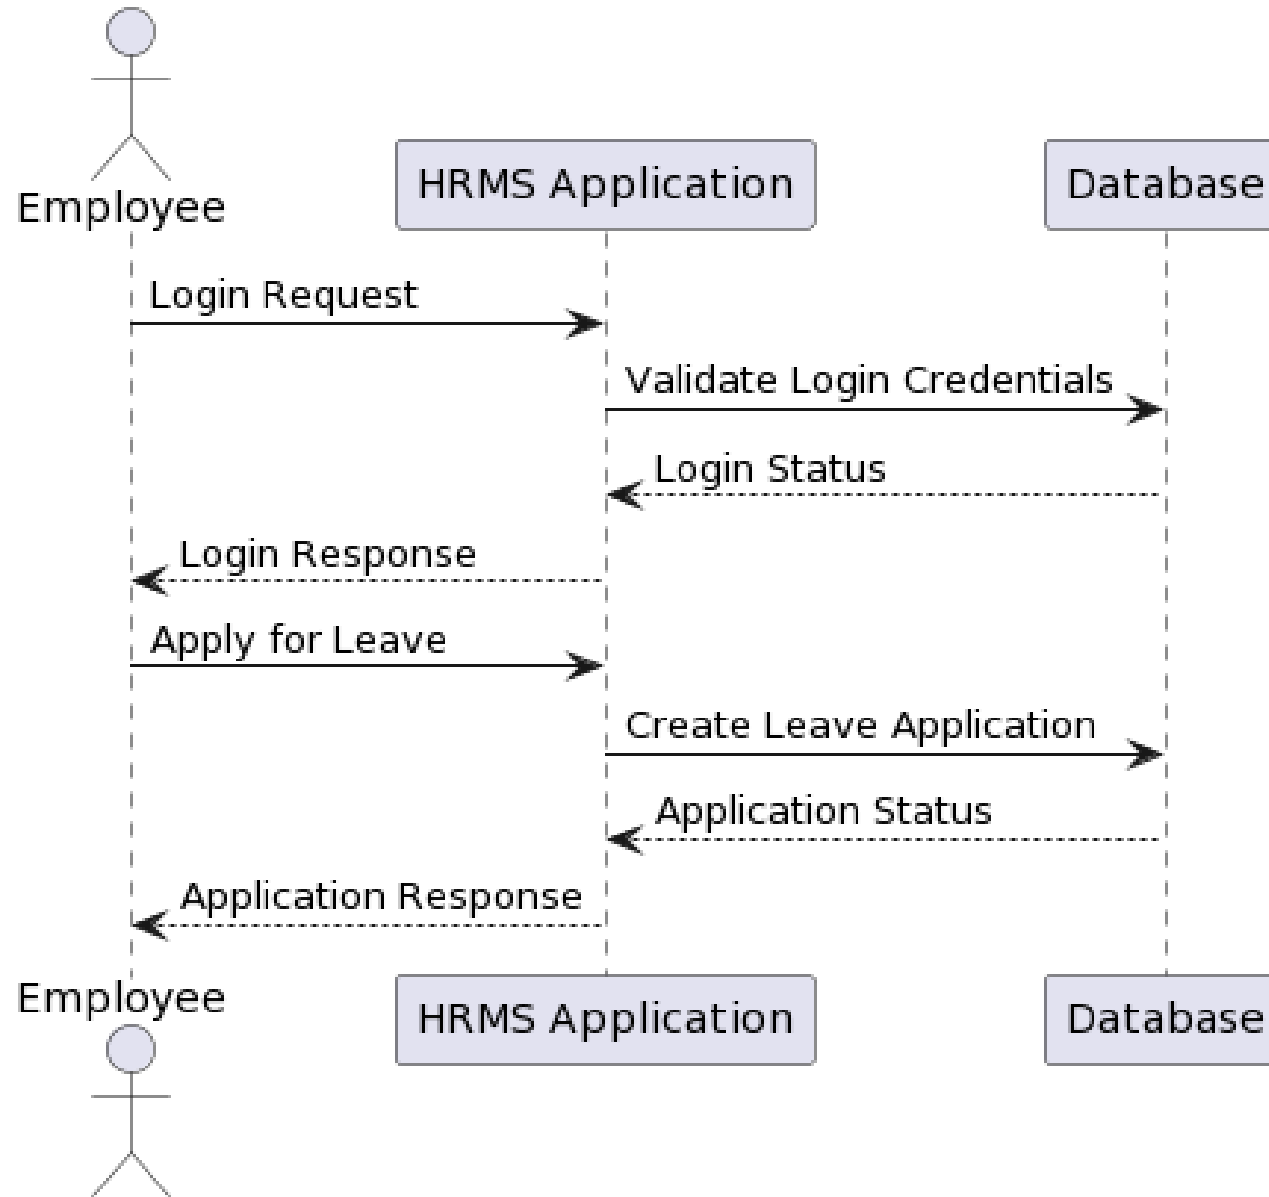 Employee
HRMS Application
Database
Login Request
Validate Login Credentials
Login Status
Login Response
Apply for Leave
Create Leave Application
Application Status
Application Response
Employee
HRMS Application
Database